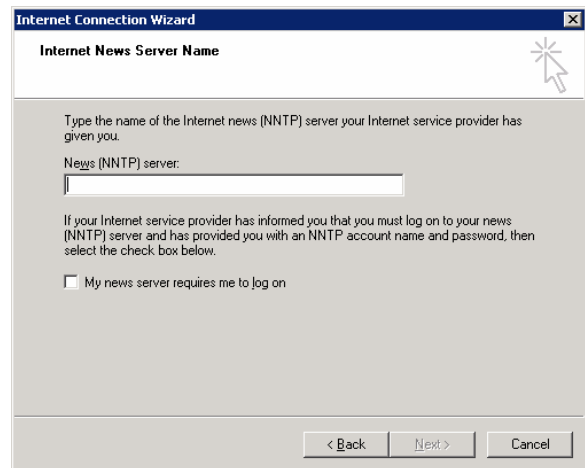 Internet Connection Wizard
Internet News Server Name
Type the name of the Internet news (NNTP) server your Internet service provider has
given you.
News (NNTP) server:
If your Internet service provider has informed you that you must log on to your news
(NNTP) server and has provided you with an NNTP account name and password, then
select the check box below.
My news server requires me to log on
< Back Next > Cancel